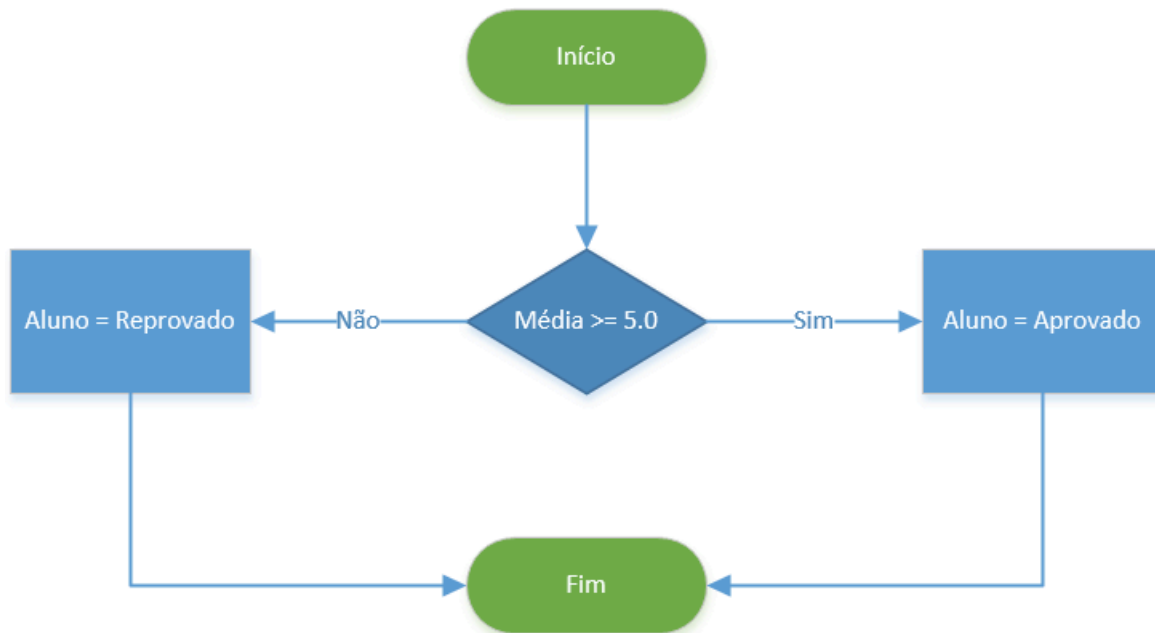 Início
Aluno = Reprovado
Não
Média >= 5.0
Sim
Aluno = Aprovado
Fim